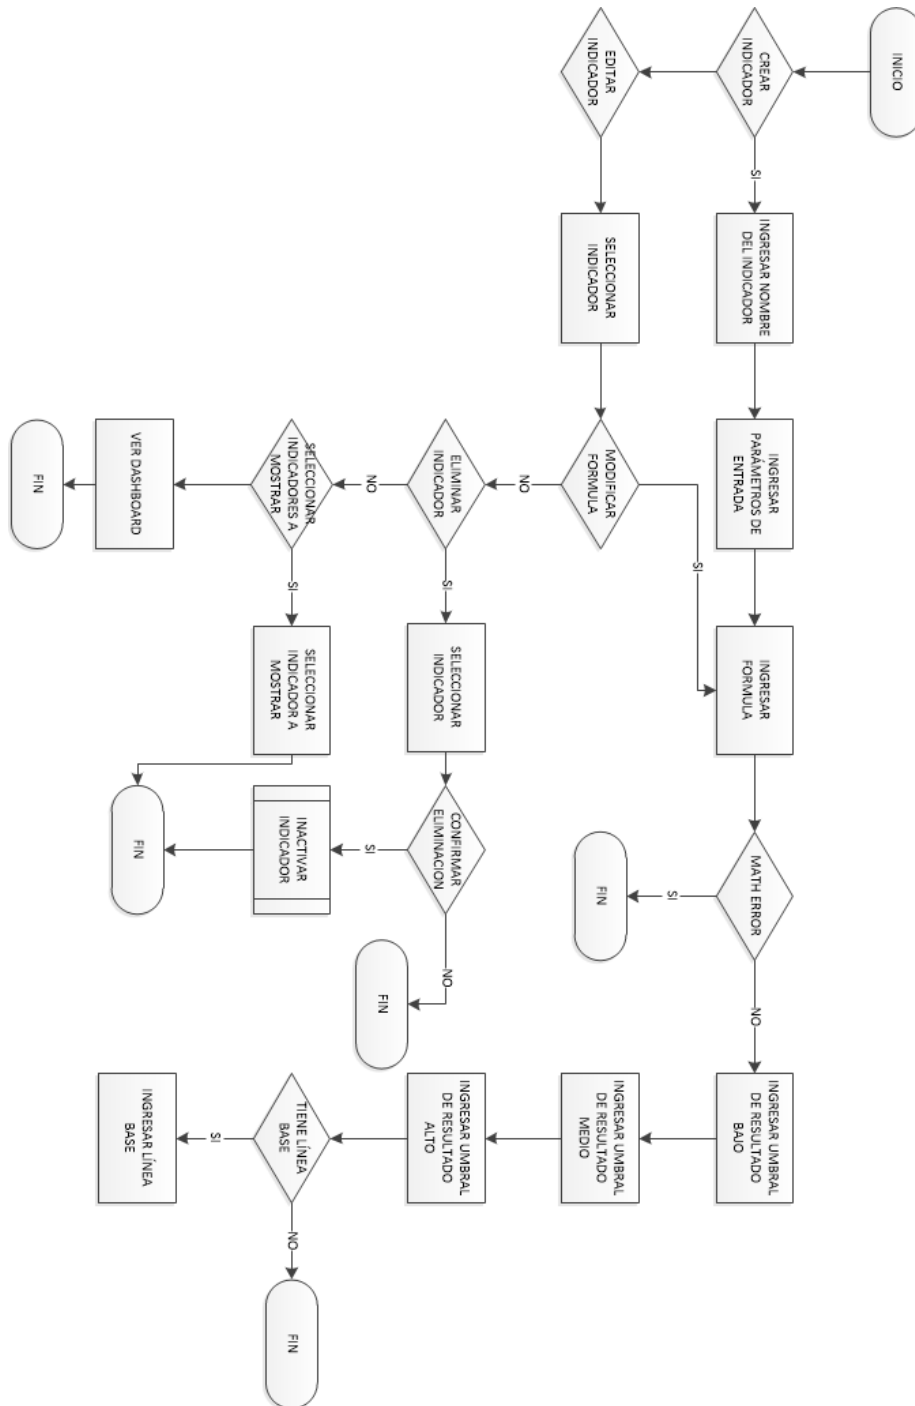 INICIO
CREAR
INDICADOR
SI
INGRESAR NOMBRE
DEL INDICADOR
INGRESAR
PARÁMETROS DE
ENTRADA
INGRESAR
FORMULA
MATH ERROR
NO
INGRESAR UMBRAL
DE RESULTADO
BAJO
EDITAR
INDICADOR
SELECCIONAR
INDICADOR
MODIFICAR
FORMULA
SI
SI
FIN
INGRESAR UMBRAL
DE RESULTADO
MEDIO
NO
ELIMINAR
INDICADOR
SI
SELECCIONAR
INDICADOR
CONFIRMAR
ELIMINACION
NO
FIN
INGRESAR UMBRAL
DE RESULTADO
ALTO
NO
SI
SELECCIONAR
INDICADORES A
MOSTRAR
SI
SELECCIONAR
INDICADOR A
MOSTRAR
INACTIVAR
INDICADOR
TIENE LÍNEA
BASE
NO
FIN
SI
VER DASHBOARD
FIN
INGRESAR LÍNEA
BASE
FIN